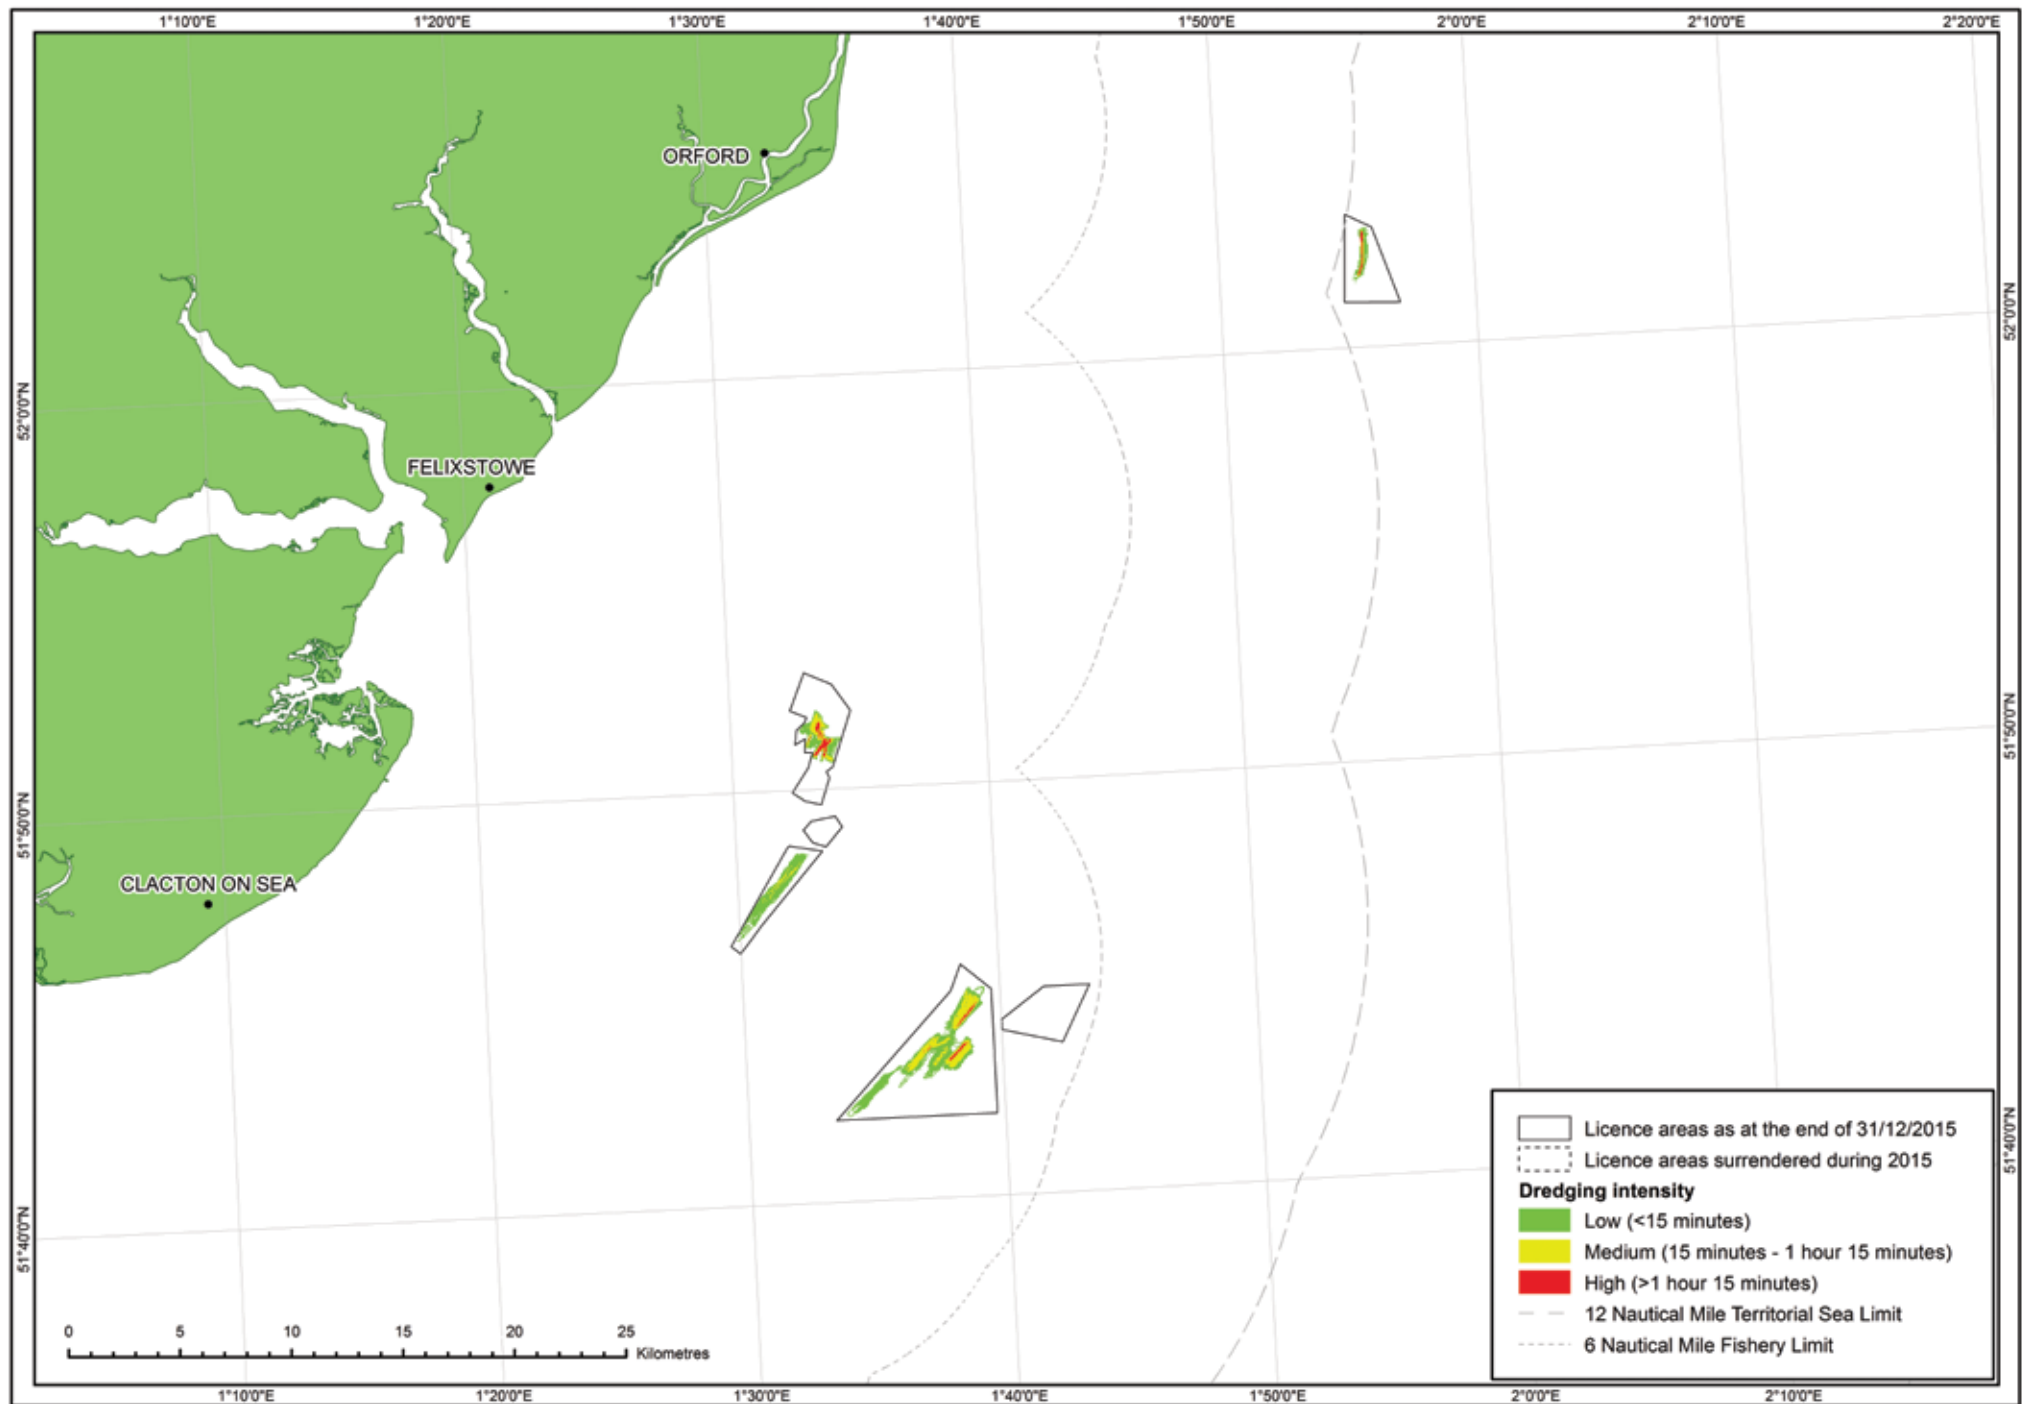 1°10'0"E 1°20'0"E 1°30'0"E 1°40'0"E 1°50'0"E 2°0'0"E 2°10'0"E 2°20'0"E
ORFORD
52°0'0"N
52°0'0"N
FELIXSTOWE
51°50'0"N
51°50'0"N
CLACTON ON SEA
Licence areas as at the end of 31/12/2015
Licence areas surrendered during 2015
Dredging intensity
Low (<15 minutes)
Medium (15 minutes - 1 hour 15 minutes)
High (>1 hour 15 minutes)
12 Nautical Mile Territorial Sea Limit
6 Nautical Mile Fishery Limit
51°40'0"N
51°40'0"N
0 5 10 15 20 25
Kilometres
1°10'0"E 1°20'0"E 1°30'0"E 1°40'0"E 1°50'0"E 2°0'0"E 2°10'0"E